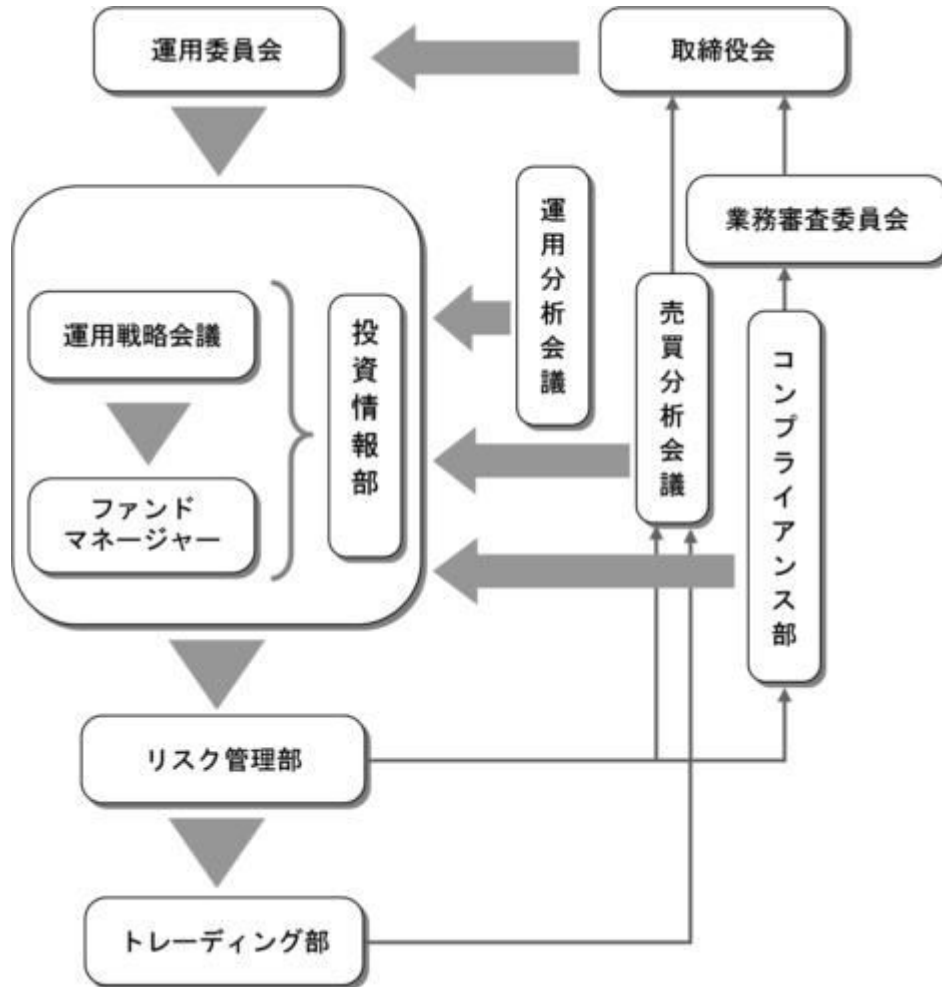 運用委員会
取締役会
運用分析会議
業務審査委員会
売買分析会議
コンプライアンス部
運用戦略会議
投資情報部
ファンド
マネージャー
リスク管理部
トレーディング部